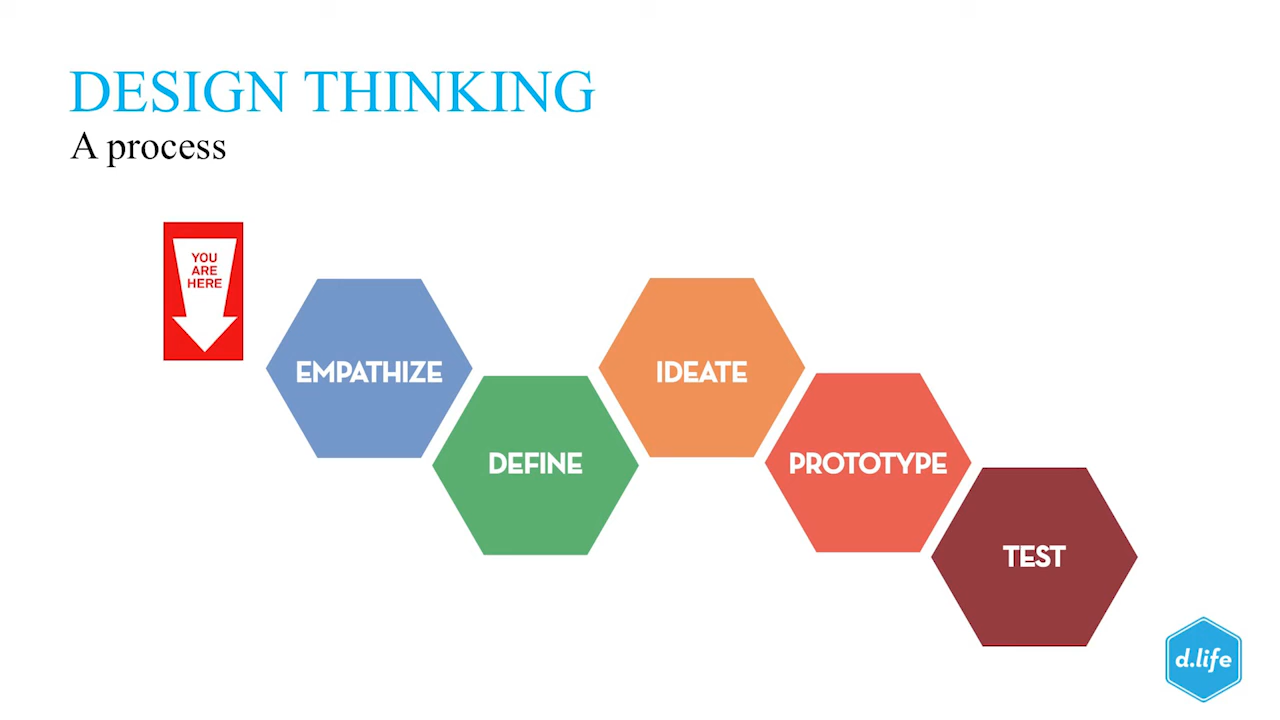 DESIGN THINKING
A process
YOU
ARE
HERE
EMPATHIZE
DEFINE
IDEATE
PROTOTYPE
TEST
d.life